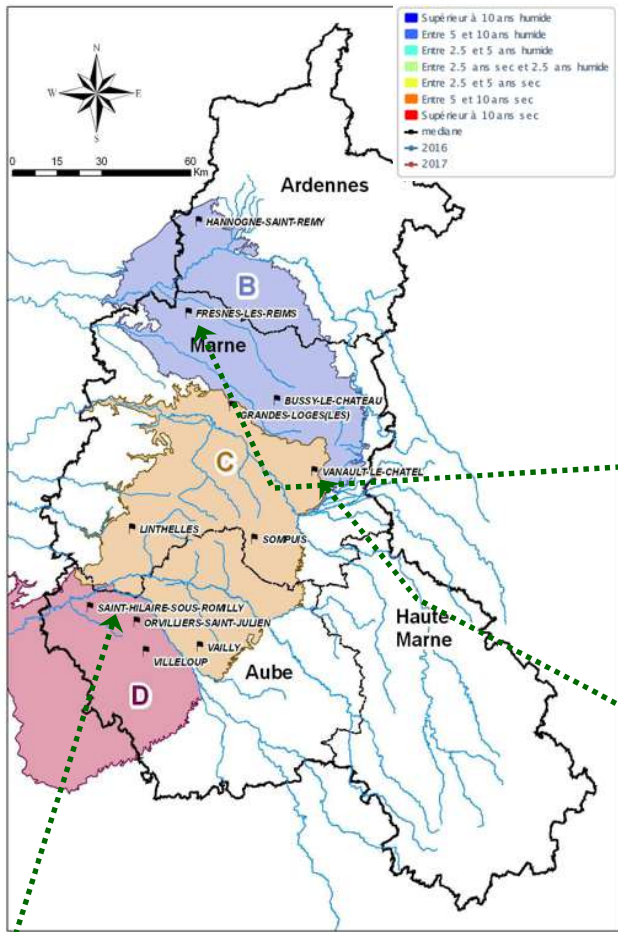 N
W E
S
0 15 30 60
Km
Supérieur à 10 ans humide
Entre 5 et 10 ans humide
Entre 2.5 et 5 ans humide
Entre 2.5 ans sec et 2.5 ans humide
Entre 2.5 et 5 ans sec
Entre 5 et 10 ans sec
Supérieur à 10 ans sec
mediane
2016
2017
Ardennes
HANNOGNE-SAINT-REMY
B
FRESNES-LES-REIMS
Marne
BUSSY-LE-CHATEAU
GRANDES-LOGES(LES)
C
VANAULT-LE-CHATEL
LINTHELLES
SOMPUIS
SAINT-HILAIRE-SOUS-ROMILLY
ORVILLIERS-SAINT-JULIEN
Haute
Marne
VAILLY
VILLELOUP
Aube
D